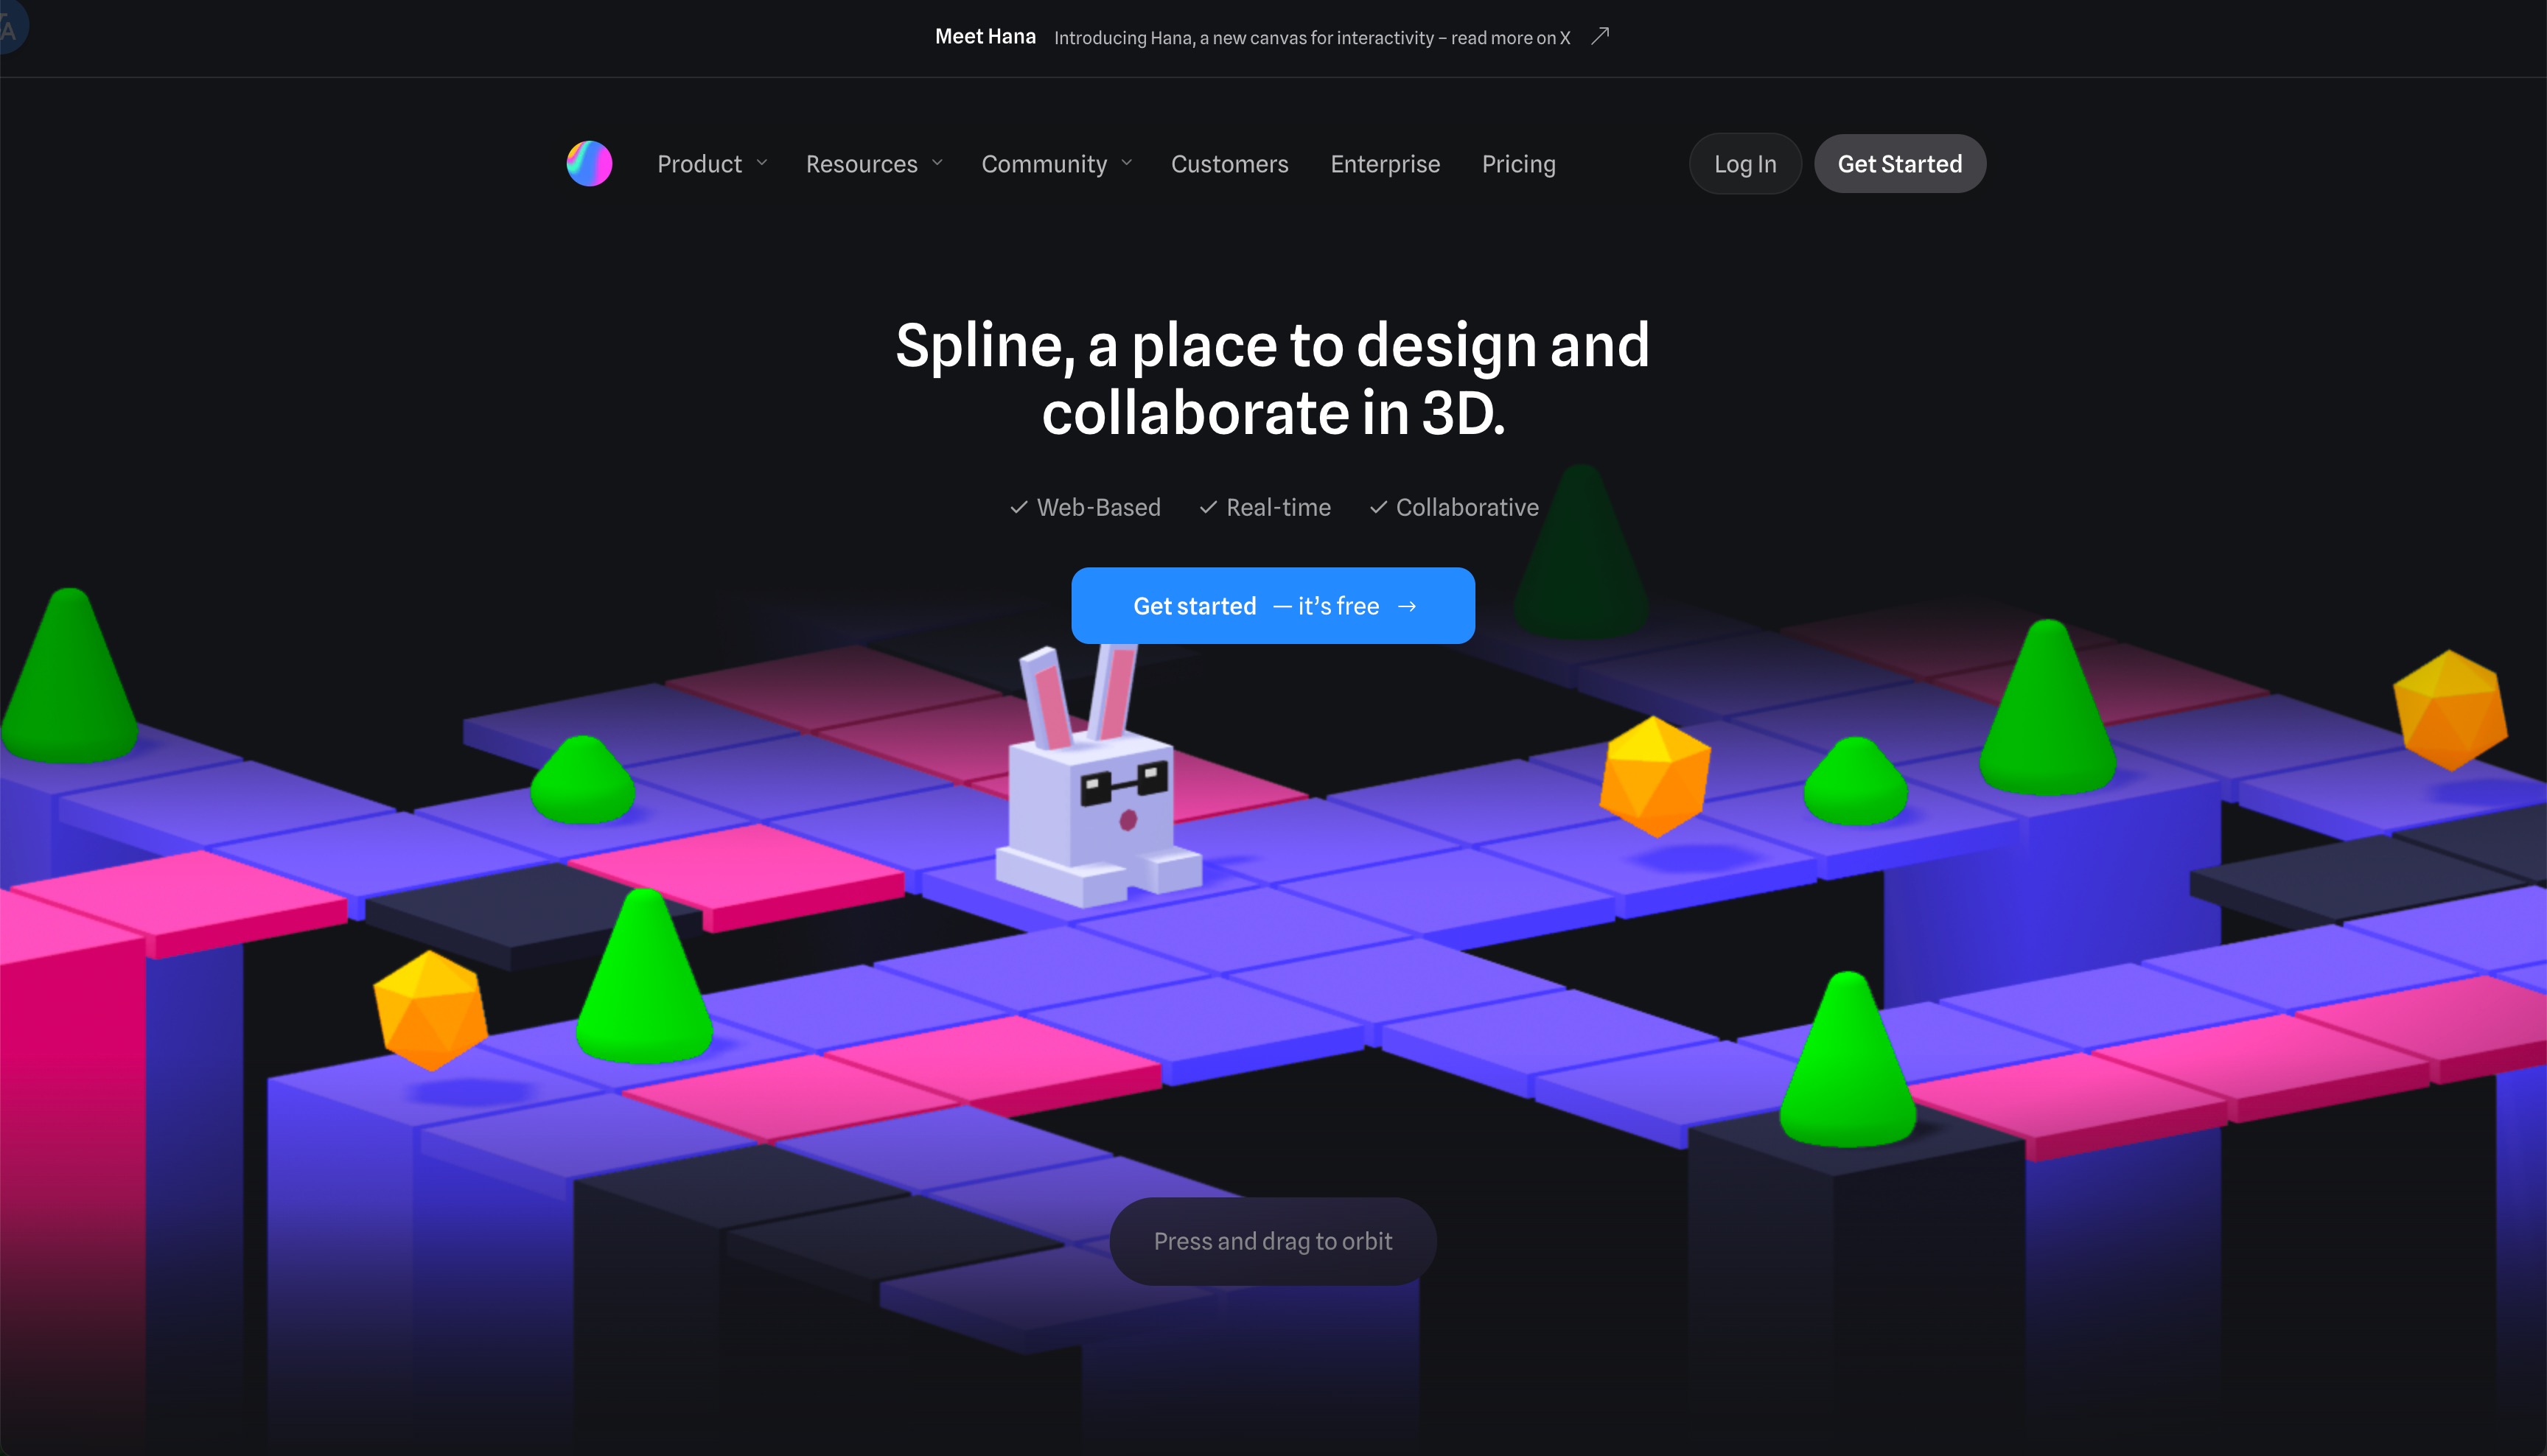 Meet Hana Introducing Hana, a new canvas for interactivity – read more on X
Product Resources Community Customers Enterprise Pricing Log In Get Started
Spline, a place to design and
collaborate in 3D.
Web-Based Real-time Collaborative
Get started — it’s free →
Press and drag to orbit